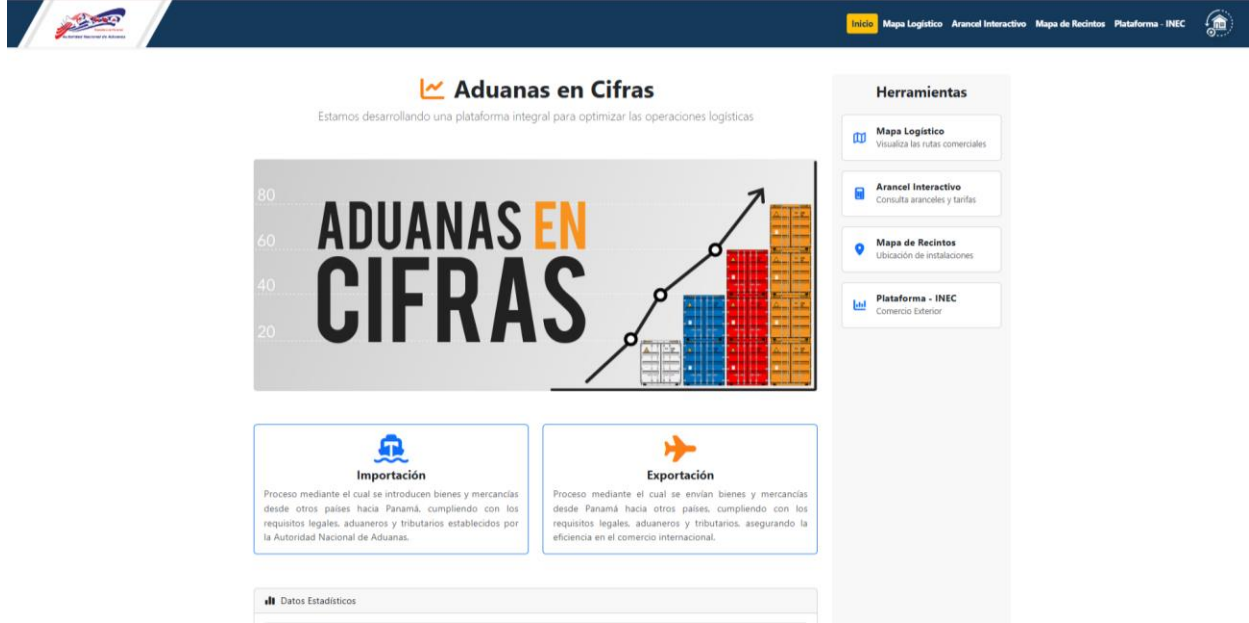 Autoridad Nacional de Aduanas
Inicio Mapa Logístico Arancel Interactivo Mapa de Recintos Plataforma - INEC
Aduanas en Cifras
Estamos desarrollando una plataforma integral para optimizar las operaciones logísticas
80
60
40
20
ADUANAS EN
CIFRAS
Importación
Proceso mediante el cual se introducen bienes y mercancías
desde otros países hacia Panamá, cumpliendo con los
requisitos legales, aduaneros y tributarios establecidos por
la Autoridad Nacional de Aduanas.
Exportación
Proceso mediante el cual se envían bienes y mercancías
desde Panamá hacia otros países, cumpliendo con los
requisitos legales, aduaneros y tributarios, asegurando la
eficiencia en el comercio internacional.
Datos Estadísticos
Herramientas
Mapa Logístico
Visualiza las rutas comerciales
Arancel Interactivo
Consulta aranceles y tarifas
Mapa de Recintos
Ubicación de instalaciones
Plataforma - INEC
Comercio Exterior